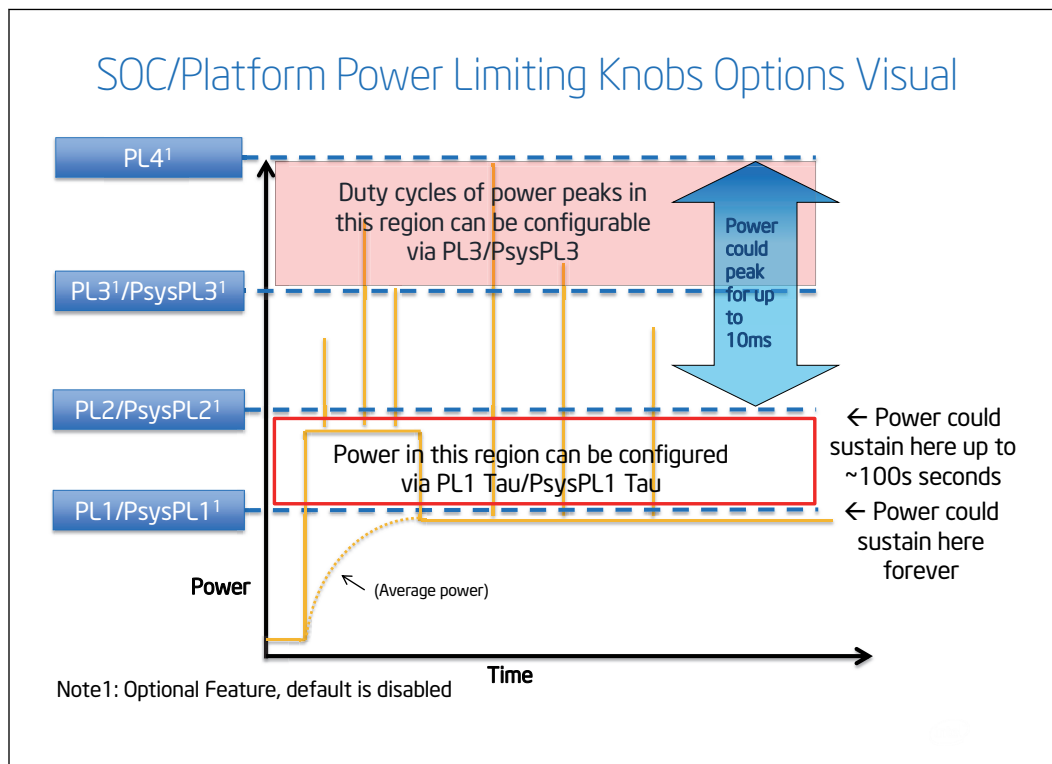 SOC/Platform Power Limiting Knobs Options Visual
PL4¹
Duty cycles of power peaks in
this region can be configurable
via PL3/PsysPL3
Power
could
peak
for up
to
10ms
PL3¹/PsysPL3¹
PL2/PsysPL2¹
← Power could
sustain here up to
~100s seconds
Power in this region can be configured
via PL1 Tau/PsysPL1 Tau
PL1/PsysPL1¹
← Power could
sustain here
forever
Power
(Average power)
Time
Note1: Optional Feature, default is disabled